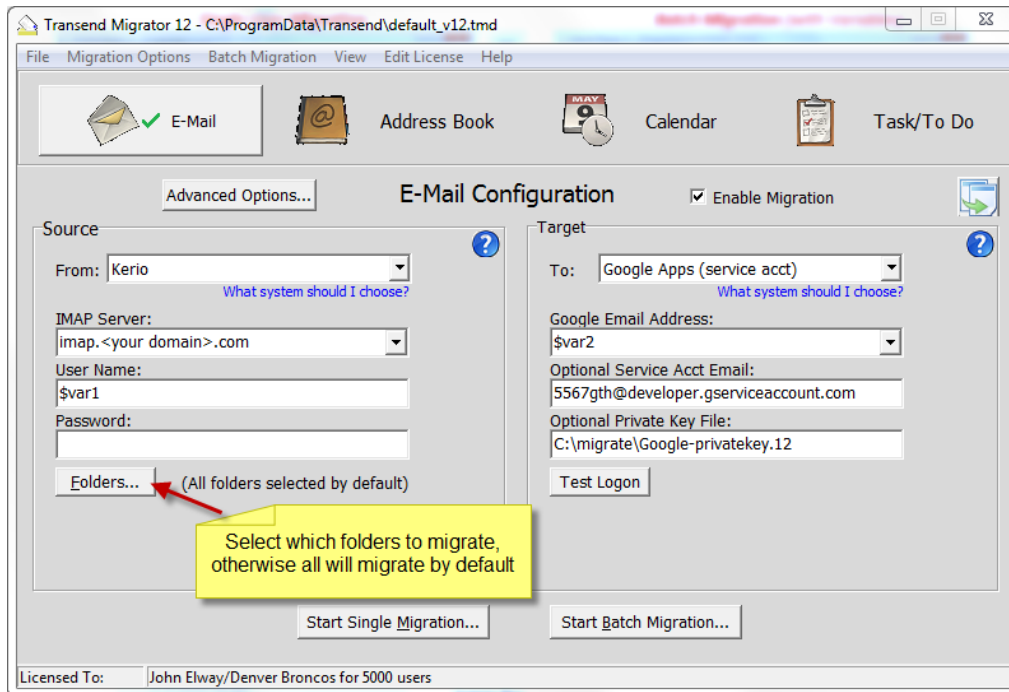 Transend Migrator 12 - C:\ProgramData\Transend\default_v12.tmd
File Migration Options Batch Migration View Edit License Help
E-Mail
Address Book
MAY
9
Calendar
Task/To Do
Advanced Options...
E-Mail Configuration
Enable Migration
Source
From: Kerio
What system should I choose?
IMAP Server:
imap.<your domain>.com
User Name:
$var1
Password:
Folders... (All folders selected by default)
Select which folders to migrate,
otherwise all will migrate by default
Target
To: Google Apps (service acct)
What system should I choose?
Google Email Address:
$var2
Optional Service Acct Email:
5567gth@developer.gserviceaccount.com
Optional Private Key File:
C:\migrate\Google-privatekey.12
Test Logon
Start Single Migration...
Start Batch Migration...
Licensed To: John Elway/Denver Broncos for 5000 users